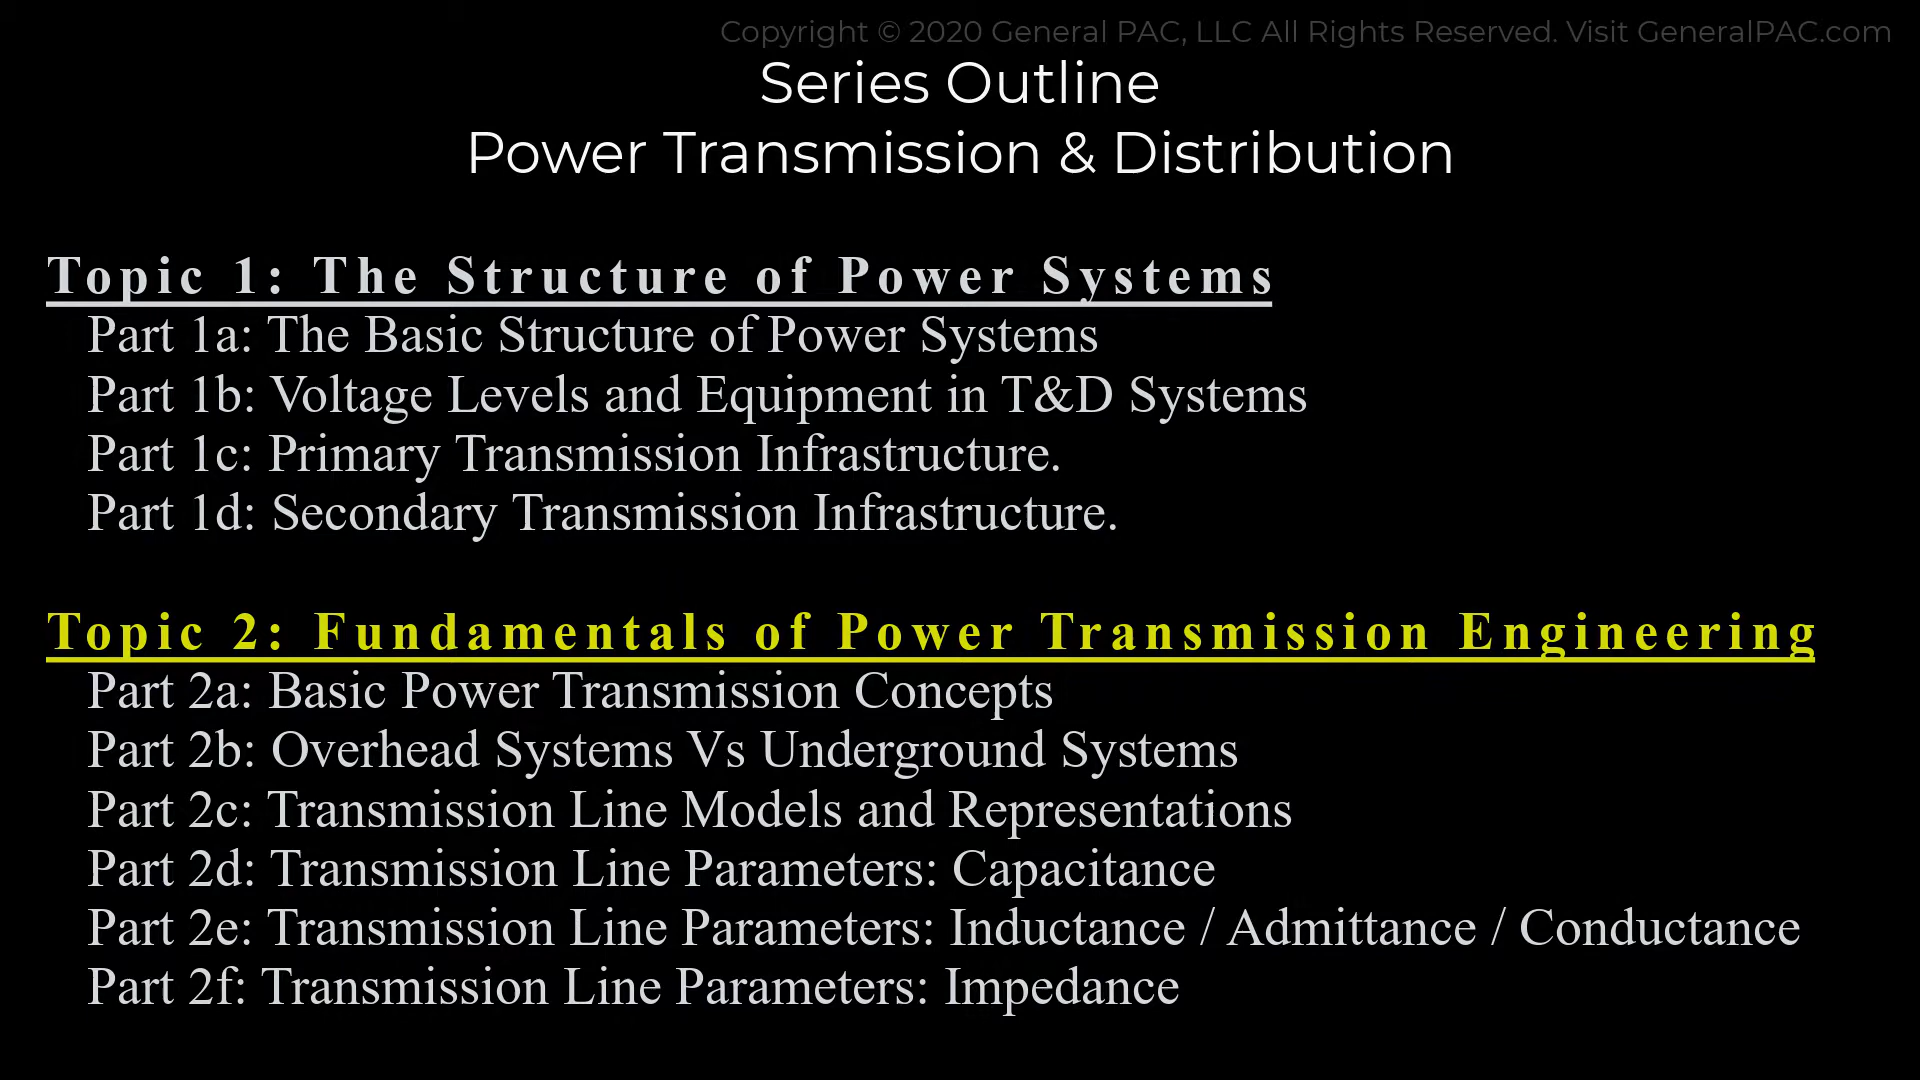 Copyright © 2020 General PAC, LLC All Rights Reserved. Visit GeneralPAC.com
Series Outline
Power Transmission & Distribution
Topic 1: The Structure of Power Systems
Part 1a: The Basic Structure of Power Systems
Part 1b: Voltage Levels and Equipment in T&D Systems
Part 1c: Primary Transmission Infrastructure.
Part 1d: Secondary Transmission Infrastructure.
Topic 2: Fundamentals of Power Transmission Engineering
Part 2a: Basic Power Transmission Concepts
Part 2b: Overhead Systems Vs Underground Systems
Part 2c: Transmission Line Models and Representations
Part 2d: Transmission Line Parameters: Capacitance
Part 2e: Transmission Line Parameters: Inductance / Admittance / Conductance
Part 2f: Transmission Line Parameters: Impedance